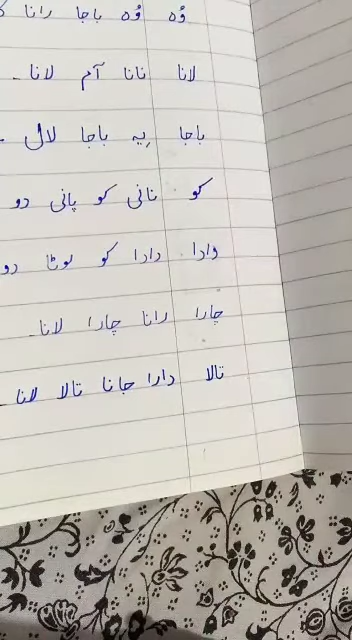 وُہ وُہ باجا رانا
لانا نانا آم لانا۔
باجا یہ باجا لال ۔
کو نانی کو پانی دو
دادا دادا کو لوٹا دو
چارا رانا چارا لانا۔
تالا دارا جانا تالا لانا ۔